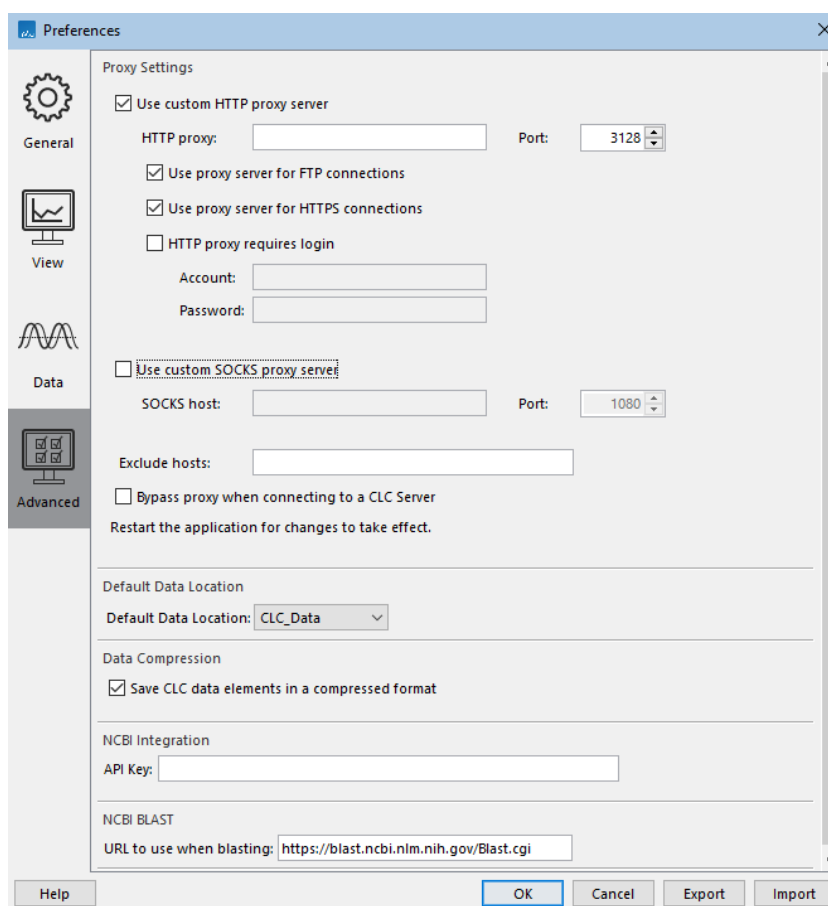 Preferences
General
View
Data
Advanced
Proxy Settings
Use custom HTTP proxy server
HTTP proxy: Port: 3128
Use proxy server for FTP connections
Use proxy server for HTTPS connections
HTTP proxy requires login
Account:
Password:
Use custom SOCKS proxy server
SOCKS host: Port: 1080
Exclude hosts:
Bypass proxy when connecting to a CLC Server
Restart the application for changes to take effect.
Default Data Location
Default Data Location: CLC_Data
Data Compression
Save CLC data elements in a compressed format
NCBI Integration
API Key:
NCBI BLAST
URL to use when blasting: https://blast.ncbi.nlm.nih.gov/Blast.cgi
Help OK Cancel Export Import